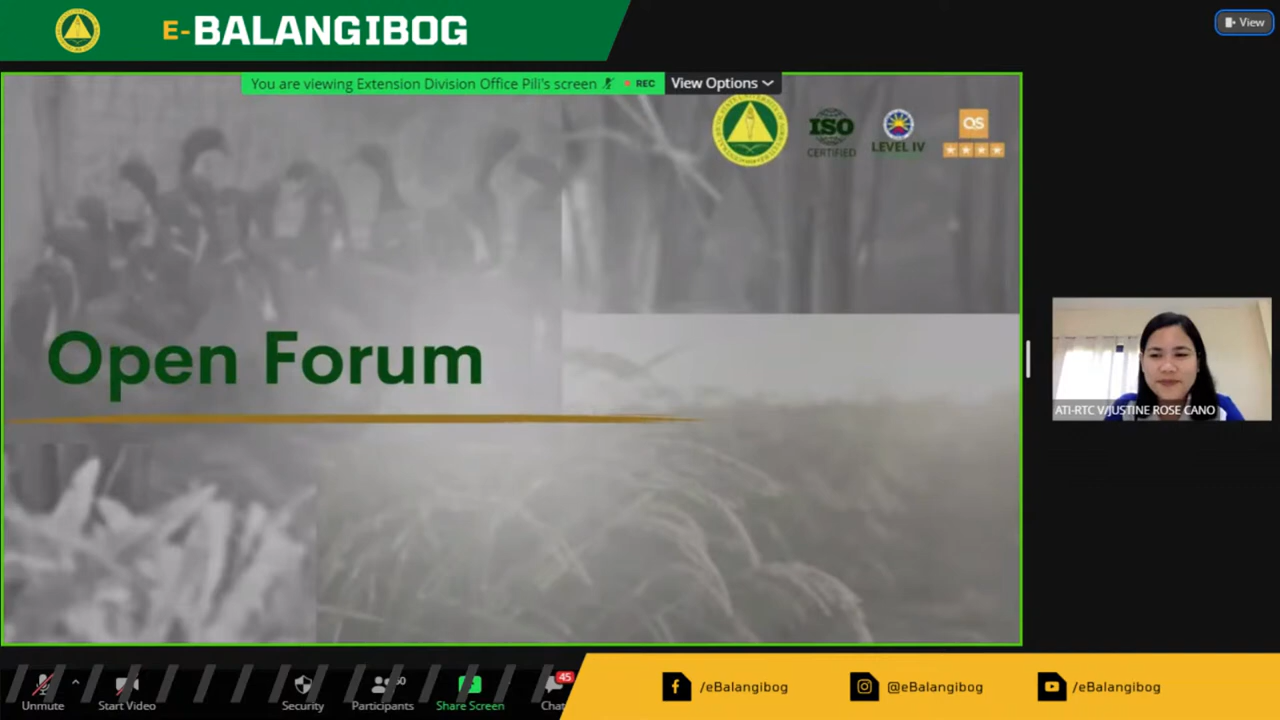 E-BALANGIBOG
View
You are viewing Extension Division Office Pili's screen
REC
View Options
ISO
CERTIFIED
LEVEL IV
QS
Open Forum
ATI-RTC V/JUSTINE ROSE CANO
45
Unmute
Start Video
Security
Participants
Share Screen
Chat
/eBalangibog
@eBalangibog
/eBalangibog